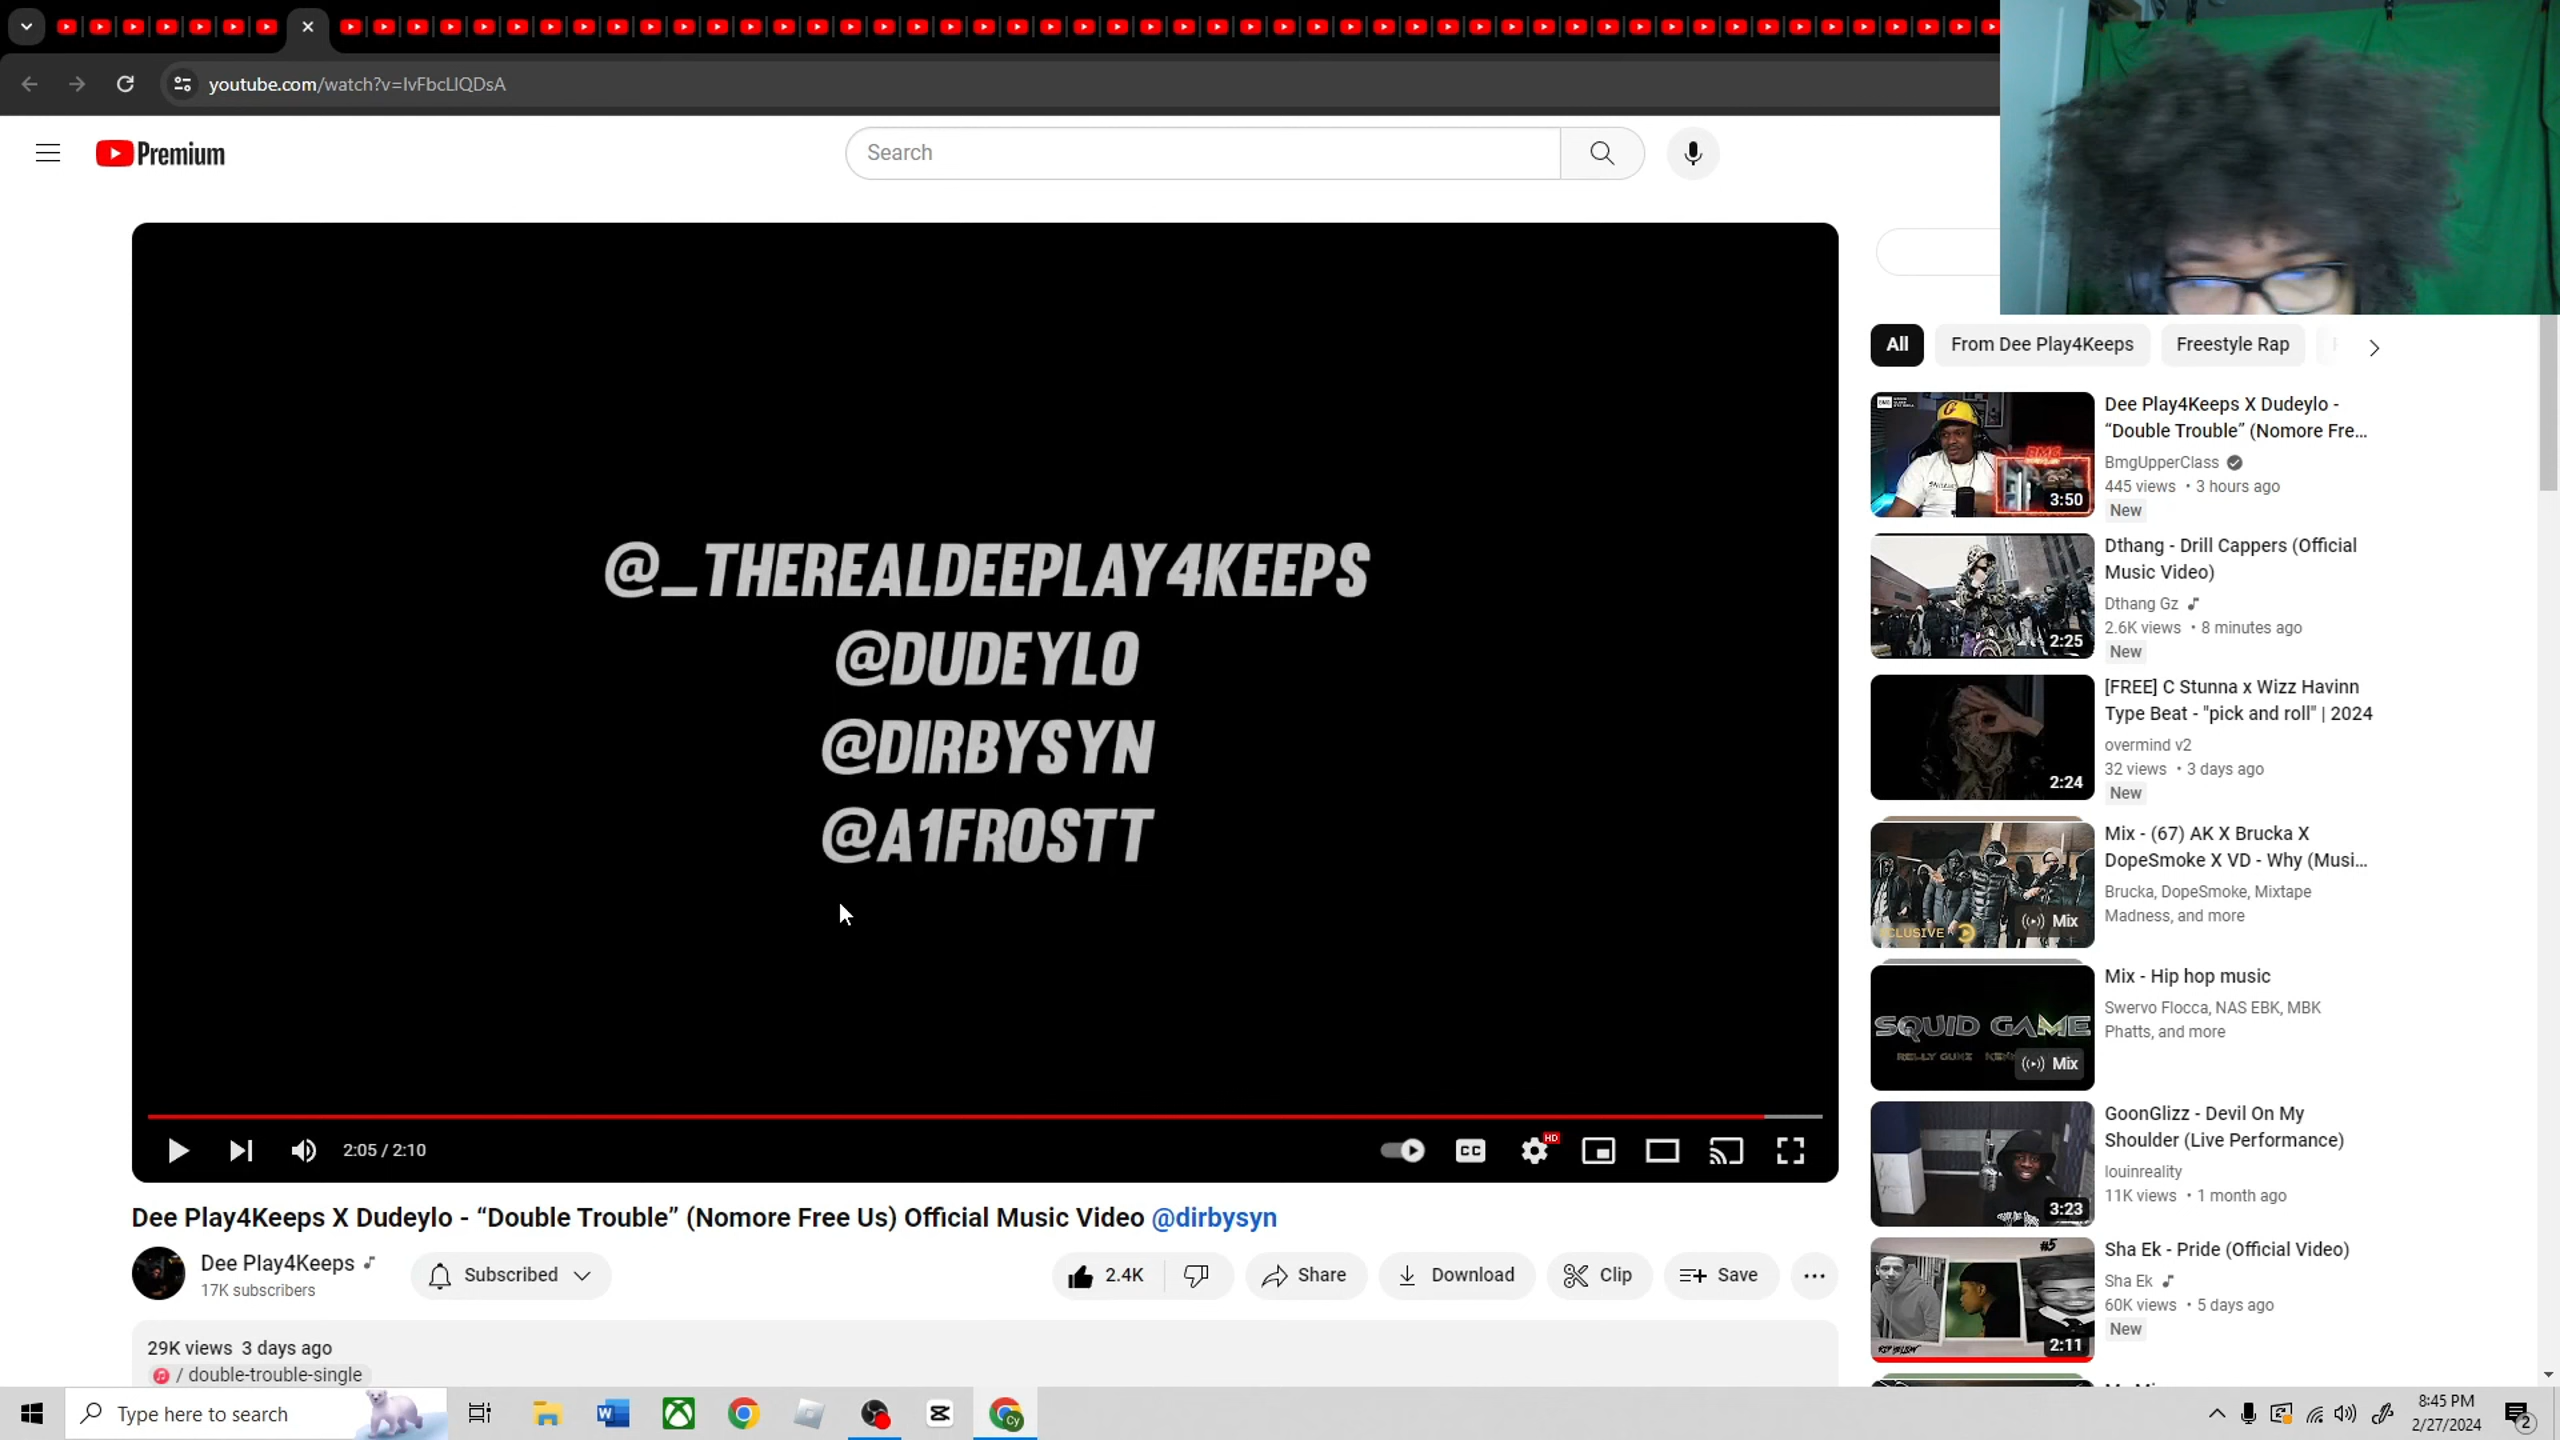 youtube.com/watch?v=IvFbcLlQDsA
Premium
Search
@_THEREALDEEPLAY4KEEPS
@DUDEYLO
@DIRBYSYN
@A1FROSTT
2:05 / 2:10
CC
HD
Dee Play4Keeps X Dudeylo - “Double Trouble” (Nomore Free Us) Official Music Video @dirbysyn
Dee Play4Keeps
17K subscribers
Subscribed
2.4K
Share
Download
Clip
Save
29K views 3 days ago
/ double-trouble-single
All
From Dee Play4Keeps
Freestyle Rap
3:50
Dee Play4Keeps X Dudeylo -
“Double Trouble” (Nomore Fre...
BmgUpperClass
445 views • 3 hours ago
New
2:25
Dthang - Drill Cappers (Official
Music Video)
Dthang Gz
2.6K views • 8 minutes ago
New
2:24
[FREE] C Stunna x Wizz Havinn
Type Beat - "pick and roll" | 2024
overmind v2
32 views • 3 days ago
New
Mix
Mix - (67) AK X Brucka X
DopeSmoke X VD - Why (Musi...
Brucka, DopeSmoke, Mixtape
Madness, and more
SQUID GAME
Mix
Mix - Hip hop music
Swervo Flocca, NAS EBK, MBK
Phatts, and more
3:23
GoonGlizz - Devil On My
Shoulder (Live Performance)
louinreality
11K views • 1 month ago
#5
2:11
Sha Ek - Pride (Official Video)
Sha Ek
60K views • 5 days ago
New
Type here to search
Cy
8:45 PM
2/27/2024
2